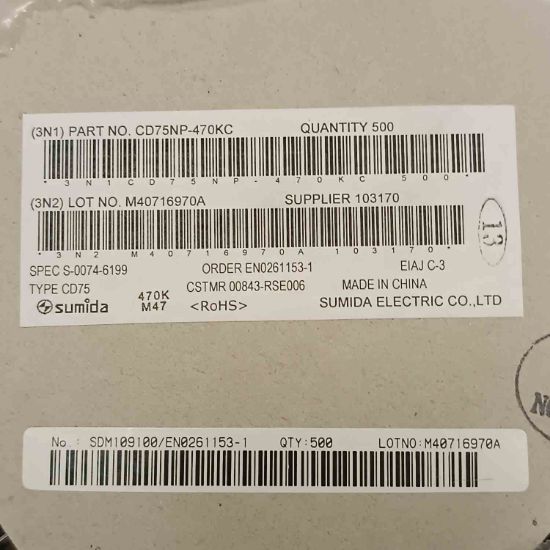 (3N1) PART NO. CD75NP-470KC QUANTITY 500
*3N1CD75NP-470KC 500*
(3N2) LOT NO. M40716970A SUPPLIER 103170
*3N2 M40716970A 103170*
13
SPEC S-0074-6199 ORDER EN0261153-1 EIAJ C-3
TYPE CD75 470K CSTMR 00843-RSE006 MADE IN CHINA
sumida M47 <RoHS> SUMIDA ELECTRIC CO.,LTD
No.: SDM109100/EN0261153-1 QTY:500 LOTNO:M40716970A